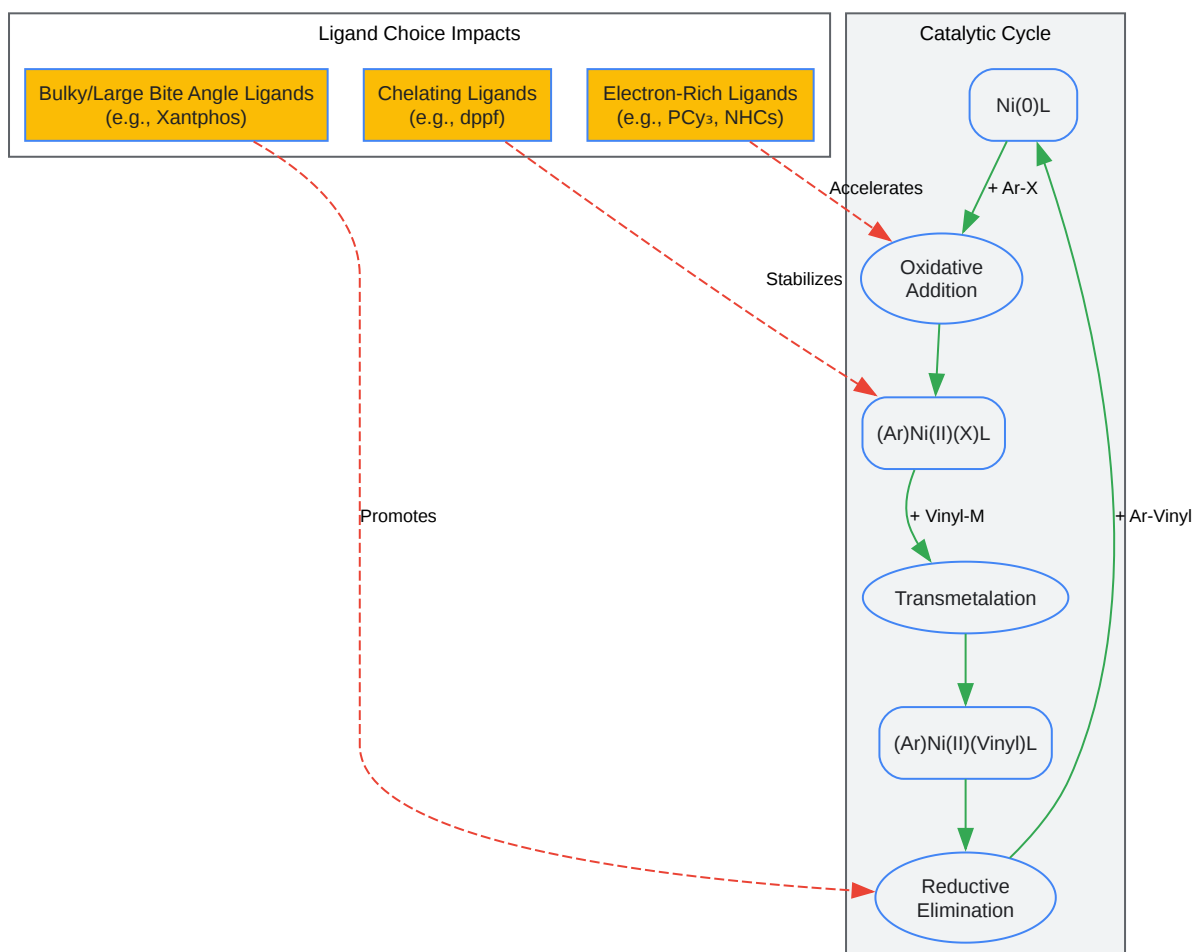 Ligand Choice Impacts
Bulky/Large Bite Angle Ligands
(e.g., Xantphos)
Chelating Ligands
(e.g., dppf)
Electron-Rich Ligands
(e.g., PCy₃, NHCs)
Catalytic Cycle
Ni(0)L
Accelerates
+ Ar-X
Oxidative
Addition
Stabilizes
(Ar)Ni(II)(X)L
Promotes
+ Vinyl-M
+ Ar-Vinyl
Transmetalation
(Ar)Ni(II)(Vinyl)L
Reductive
Elimination